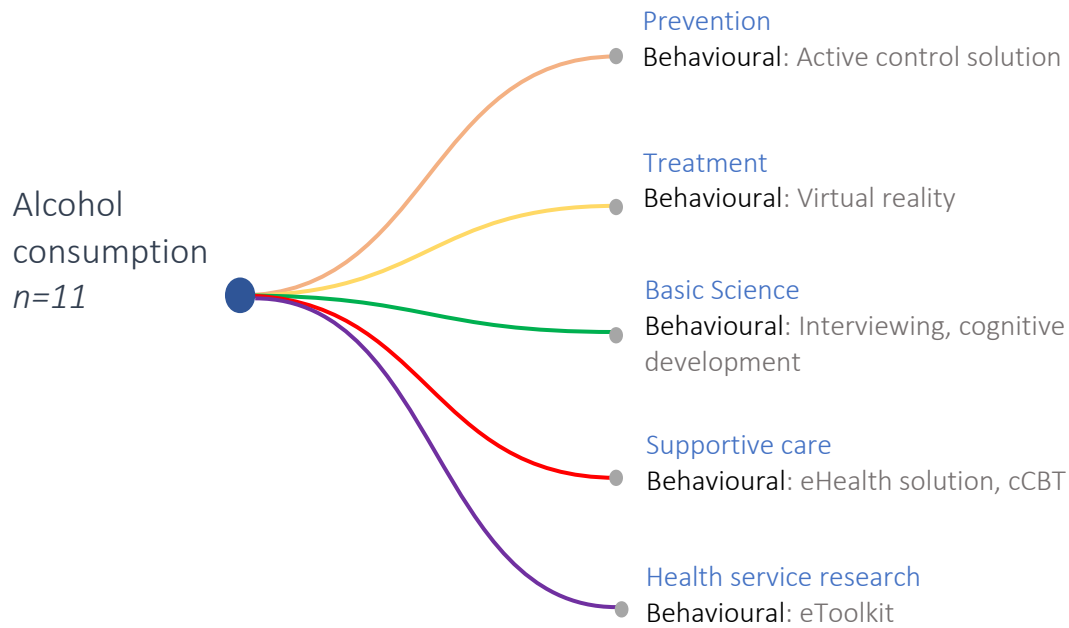 Alcohol
consumption
n=11
Prevention
Behavioural: Active control solution
Treatment
Behavioural: Virtual reality
Basic Science
Behavioural: Interviewing, cognitive
development
Supportive care
Behavioural: eHealth solution, cCBT
Health service research
Behavioural: eToolkit